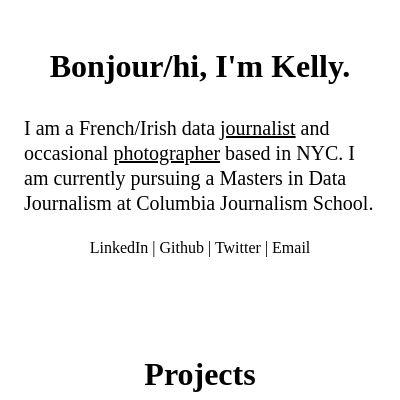 Bonjour/hi, I'm Kelly.
I am a French/Irish data journalist and
occasional photographer based in NYC. I
am currently pursuing a Masters in Data
Journalism at Columbia Journalism School.
LinkedIn | Github | Twitter | Email
Projects